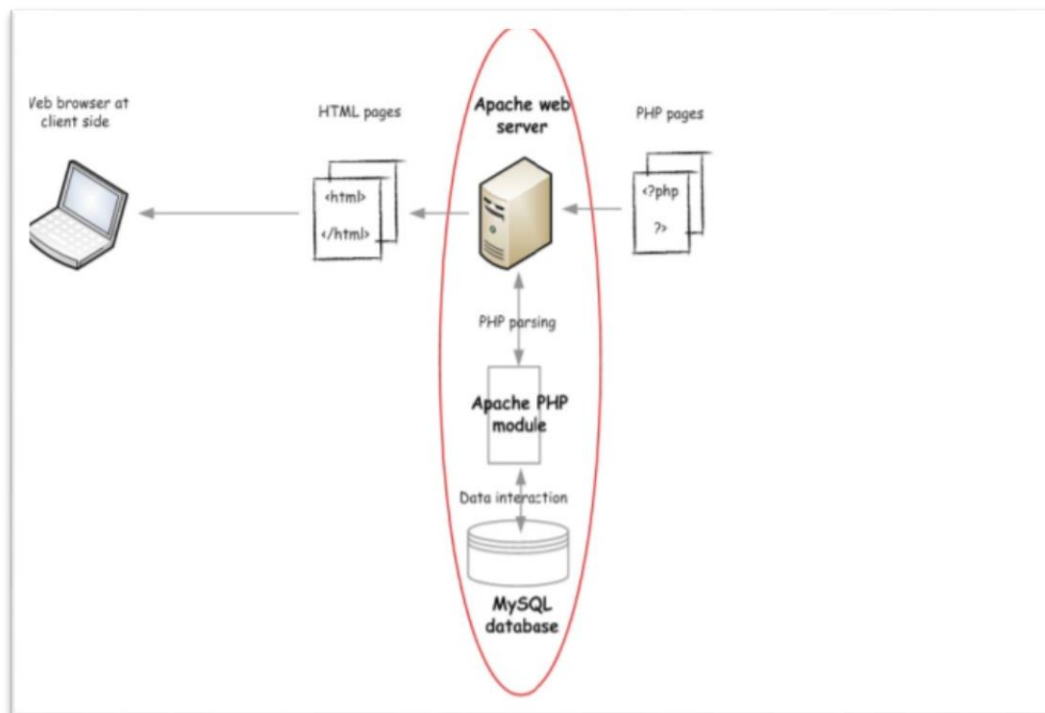 Veb browser at
client side
HTML pages
<html>
</html>
Apache web
server
PHP pages
<?php
?>
PHP parsing
Apache PHP
module
Data interaction
MySQL
database